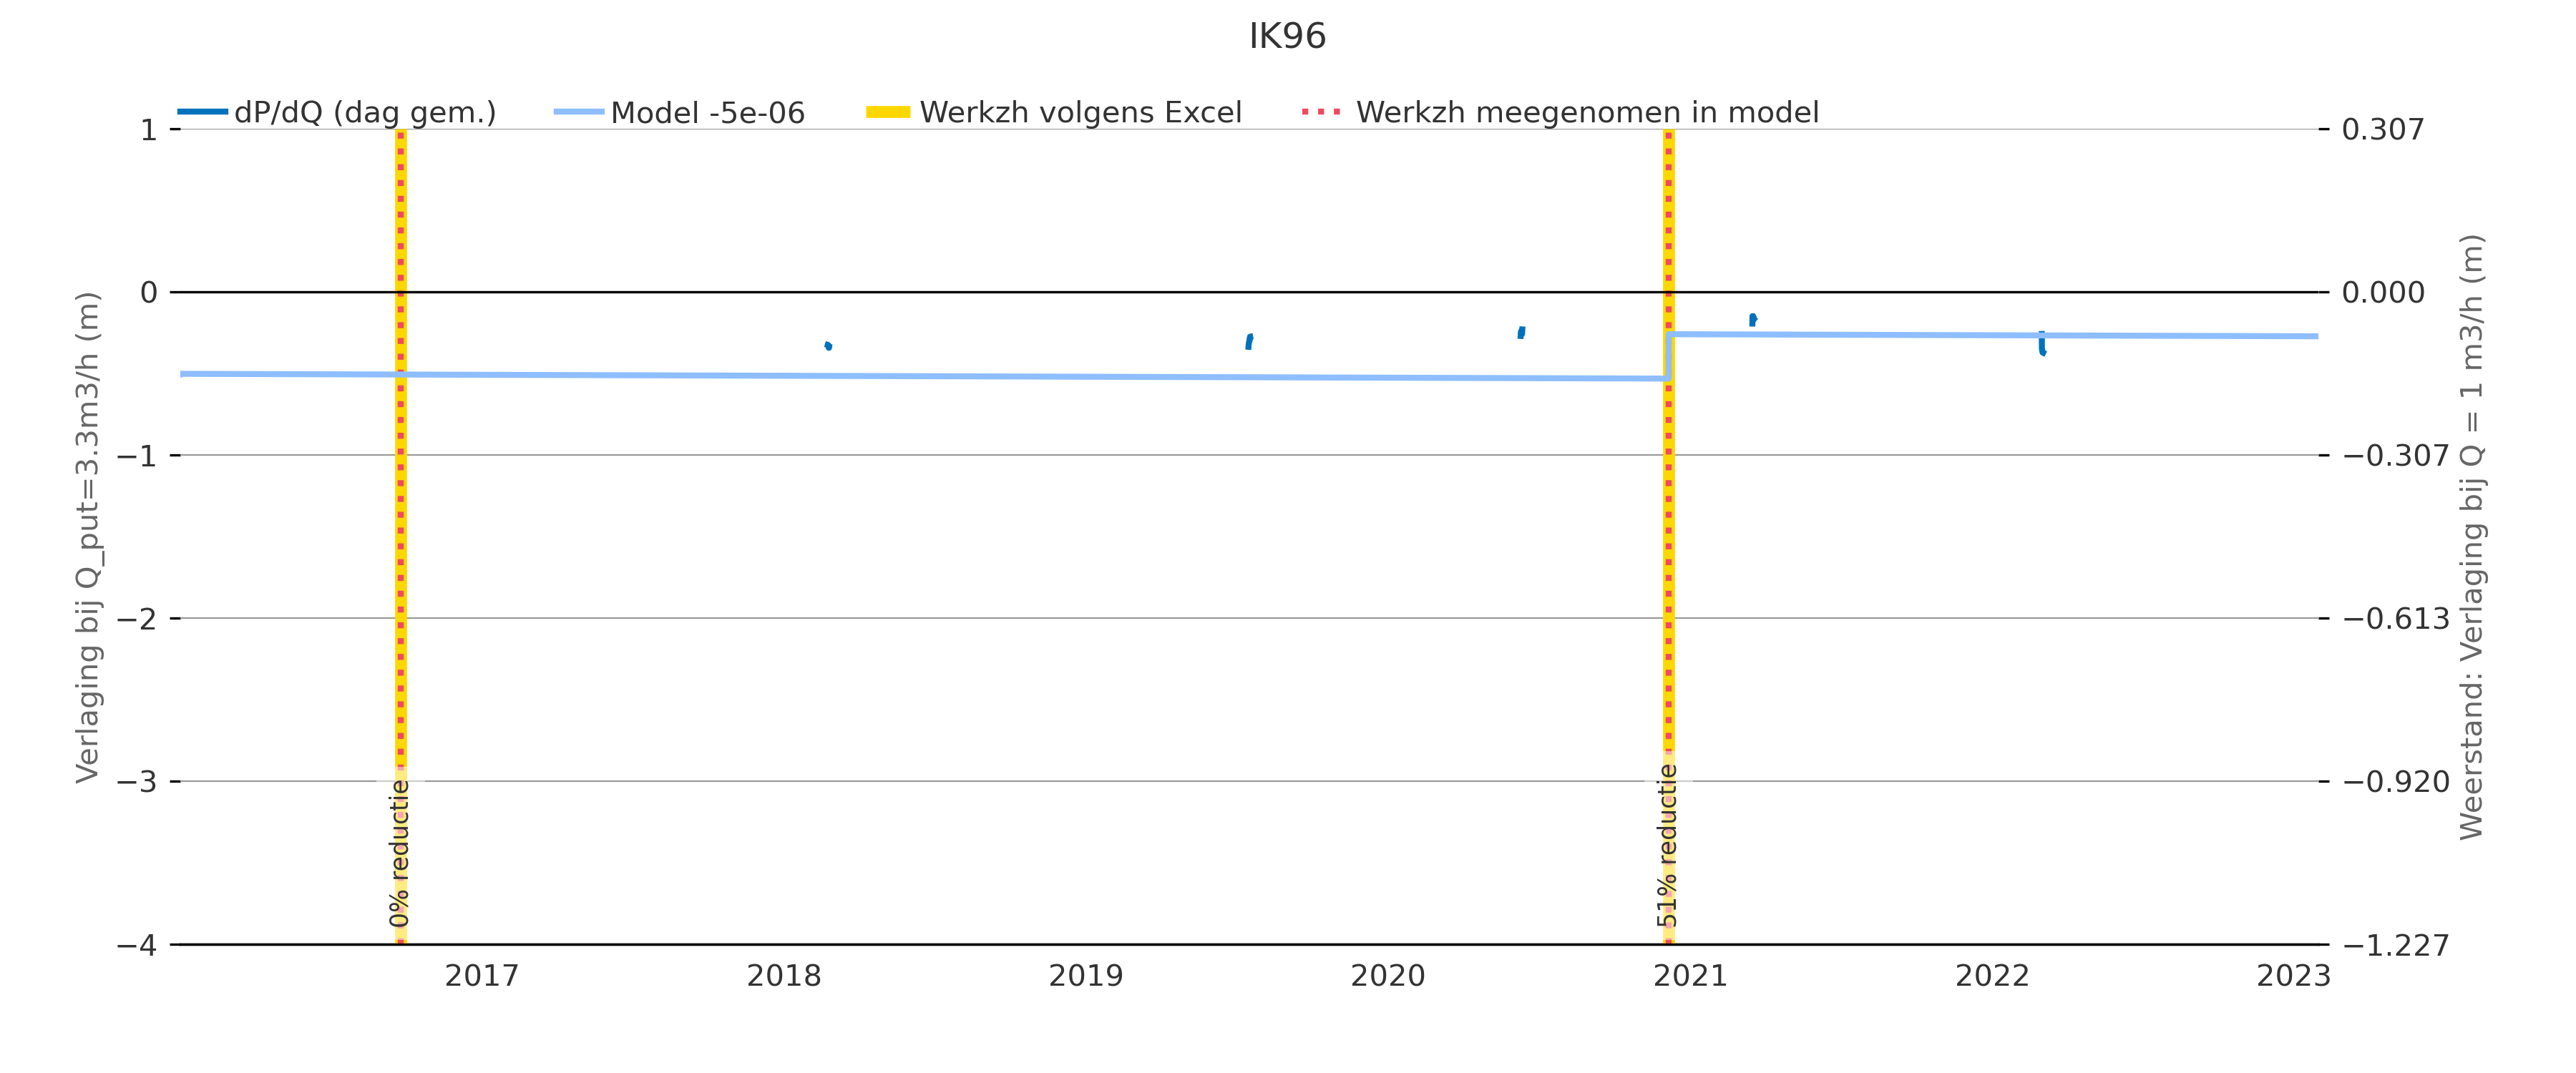 IK96
dP/dQ (dag gem.) Model -5e-06 Werkzh volgens Excel Werkzh meegenomen in model
Verlaging bij Q_put=3.3m3/h (m)
1
0
−1
−2
−3
−4
0% reductie
51% reductie
0.307
0.000
−0.307
−0.613
−0.920
−1.227
Weerstand: Verlaging bij Q = 1 m3/h (m)
2017 2018 2019 2020 2021 2022 2023